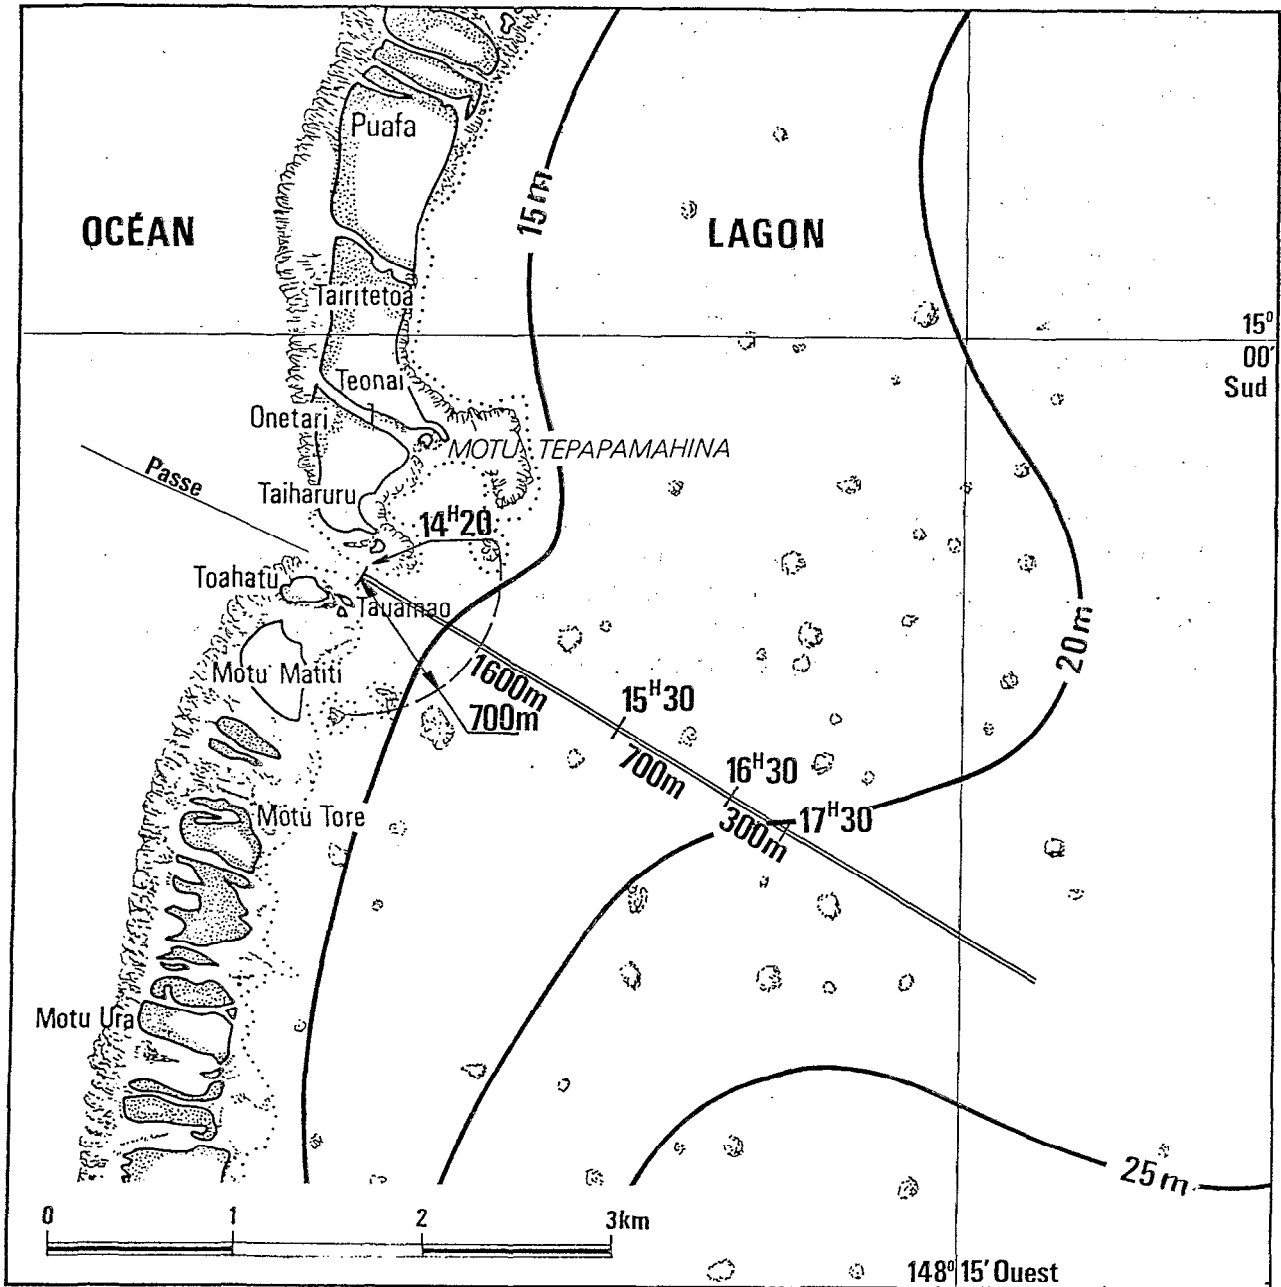 Puafa
15m
OCÉAN
LAGON
Tairitetoa
15°
00'
Sud
Teonai
Onetari
MOTU TEPAPAMAHINA
Passe
Taiharuru
14H20
Toahatu
Tauamao
20m
Motu Matiti
1600m
15H30
700m
700m
16H30
Motu Tore
300m
17H30
Motu Ura
25m
0 1 2 3km
148° 15' Ouest